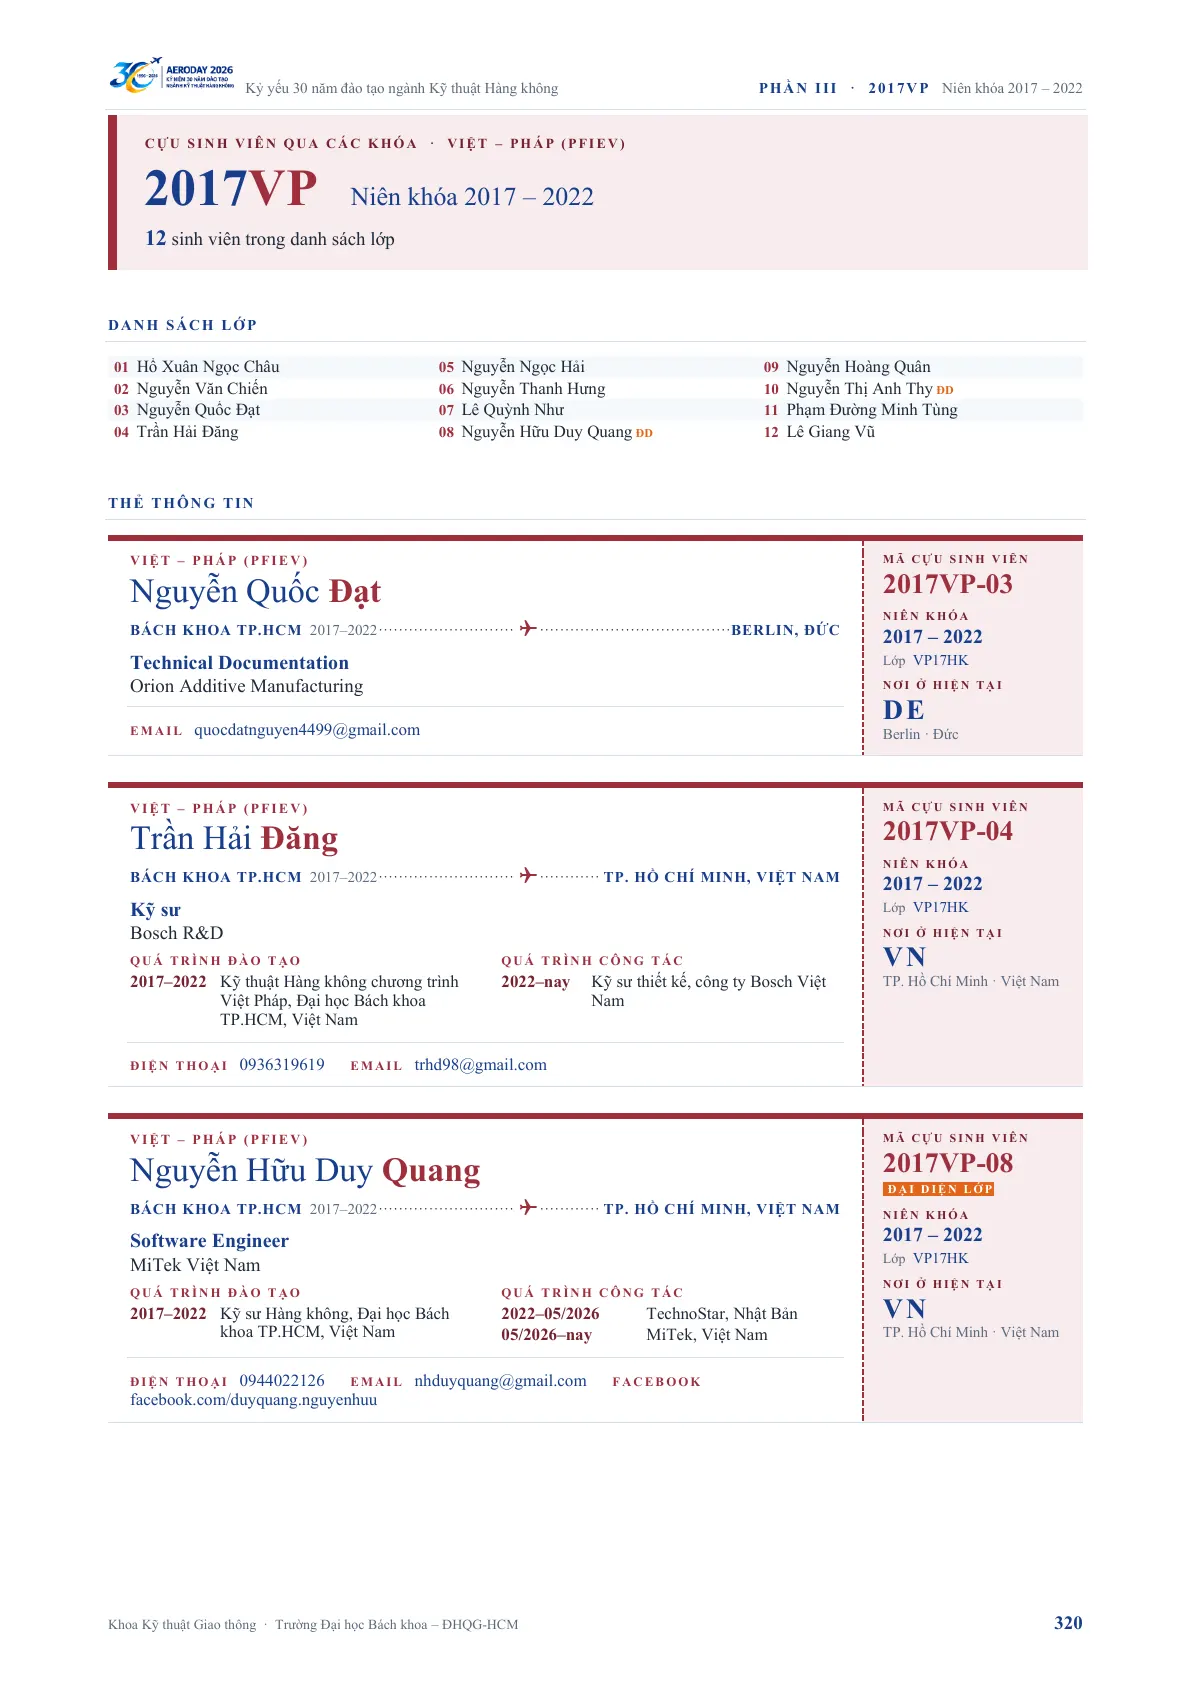 AERODAY 2026
KỶ NIỆM 30 NĂM ĐÀO TẠO
NGÀNH KỸ THUẬT HÀNG KHÔNG
1996 - 2026
Kỷ yếu 30 năm đào tạo ngành Kỹ thuật Hàng không
PHẦN III · 2017VP Niên khóa 2017 – 2022
CỰU SINH VIÊN QUA CÁC KHÓA · VIỆT – PHÁP (PFIEV)
2017VP Niên khóa 2017 – 2022
12 sinh viên trong danh sách lớp
DANH SÁCH LỚP
01 Hồ Xuân Ngọc Châu
02 Nguyễn Văn Chiến
03 Nguyễn Quốc Đạt
04 Trần Hải Đăng
05 Nguyễn Ngọc Hải
06 Nguyễn Thanh Hưng
07 Lê Quỳnh Như
08 Nguyễn Hữu Duy Quang ĐD
09 Nguyễn Hoàng Quân
10 Nguyễn Thị Anh Thy ĐD
11 Phạm Đường Minh Tùng
12 Lê Giang Vũ
THẺ THÔNG TIN
VIỆT – PHÁP (PFIEV)
Nguyễn Quốc Đạt
BÁCH KHOA TP.HCM 2017–2022 BERLIN, ĐỨC
Technical Documentation
Orion Additive Manufacturing
EMAIL quocdatnguyen4499@gmail.com
MÃ CỰU SINH VIÊN
2017VP-03
NIÊN KHÓA
2017 – 2022
Lớp VP17HK
NƠI Ở HIỆN TẠI
DE
Berlin · Đức
VIỆT – PHÁP (PFIEV)
Trần Hải Đăng
BÁCH KHOA TP.HCM 2017–2022 TP. HỒ CHÍ MINH, VIỆT NAM
Kỹ sư
Bosch R&D
QUÁ TRÌNH ĐÀO TẠO
2017–2022 Kỹ thuật Hàng không chương trình
Việt Pháp, Đại học Bách khoa
TP.HCM, Việt Nam
QUÁ TRÌNH CÔNG TÁC
2022–nay Kỹ sư thiết kế, công ty Bosch Việt
Nam
ĐIỆN THOẠI 0936319619 EMAIL trhd98@gmail.com
MÃ CỰU SINH VIÊN
2017VP-04
NIÊN KHÓA
2017 – 2022
Lớp VP17HK
NƠI Ở HIỆN TẠI
VN
TP. Hồ Chí Minh · Việt Nam
VIỆT – PHÁP (PFIEV)
Nguyễn Hữu Duy Quang
BÁCH KHOA TP.HCM 2017–2022 TP. HỒ CHÍ MINH, VIỆT NAM
Software Engineer
MiTek Việt Nam
QUÁ TRÌNH ĐÀO TẠO
2017–2022 Kỹ sư Hàng không, Đại học Bách
khoa TP.HCM, Việt Nam
QUÁ TRÌNH CÔNG TÁC
2022–05/2026 TechnoStar, Nhật Bản
05/2026–nay MiTek, Việt Nam
ĐIỆN THOẠI 0944022126 EMAIL nhduyquang@gmail.com FACEBOOK
facebook.com/duyquang.nguyenhuu
MÃ CỰU SINH VIÊN
2017VP-08
ĐẠI DIỆN LỚP
NIÊN KHÓA
2017 – 2022
Lớp VP17HK
NƠI Ở HIỆN TẠI
VN
TP. Hồ Chí Minh · Việt Nam
Khoa Kỹ thuật Giao thông · Trường Đại học Bách khoa – ĐHQG-HCM
320